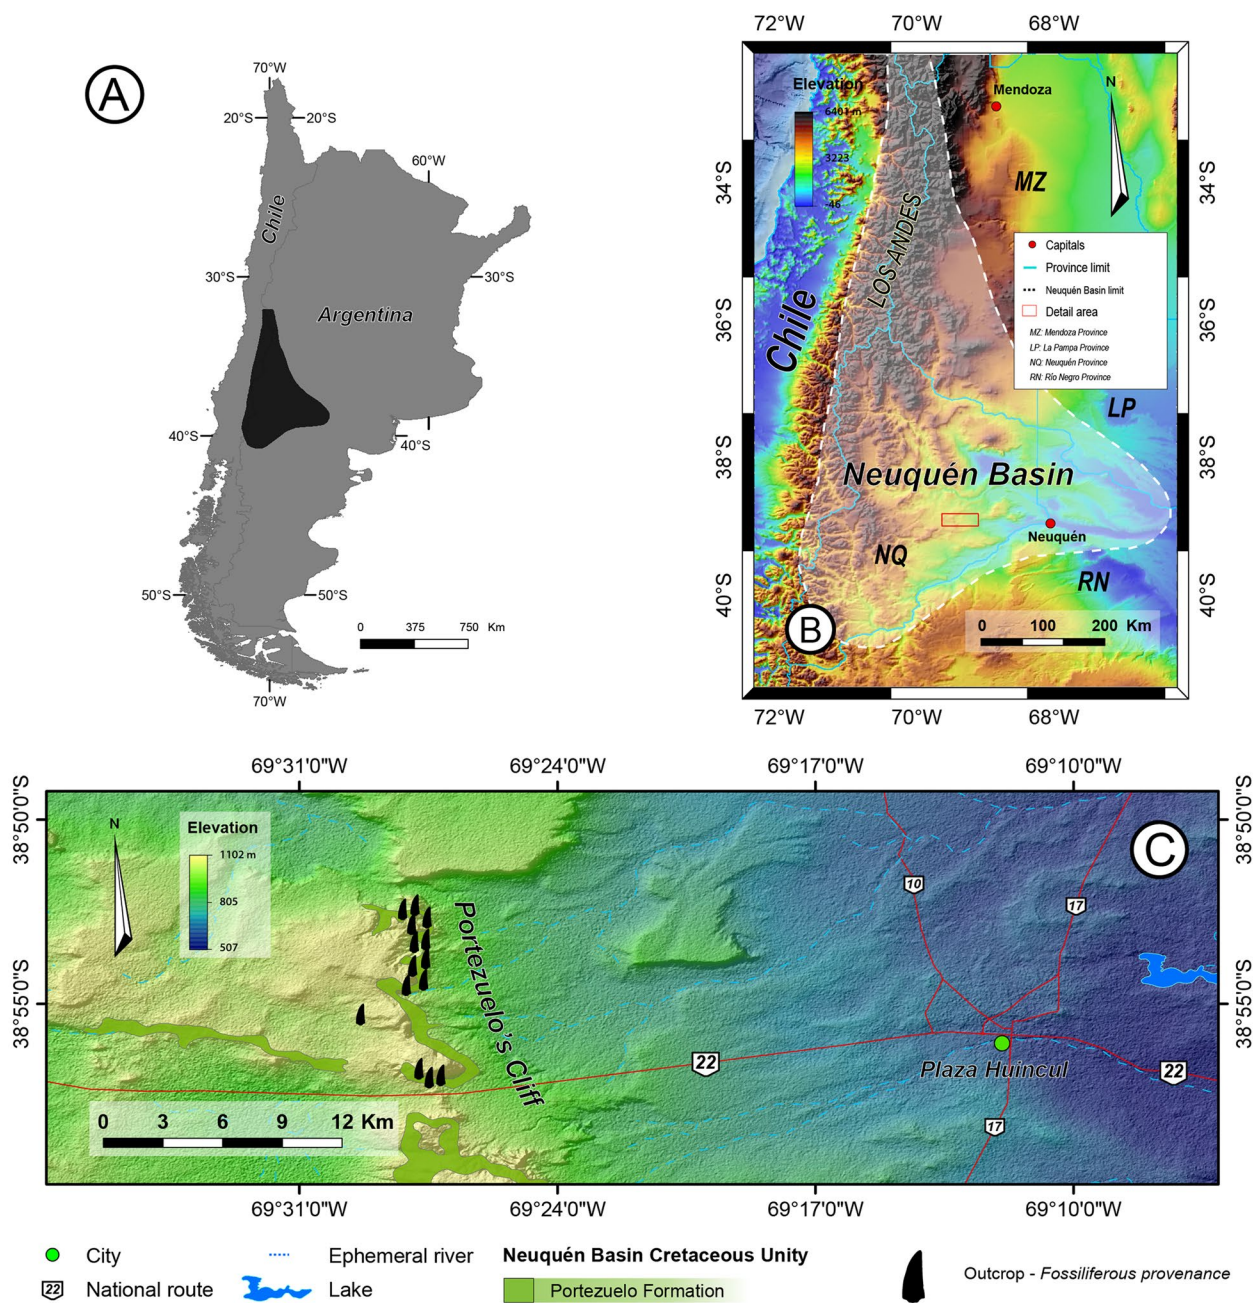 A
70°W
20°S
20°S
60°W
Chile
30°S
30°S
Argentina
40°S
40°S
50°S
50°S
0 375 750 Km
70°W
72°W 70°W 68°W
Elevation
6401 m
3223
-46
Mendoza
N
34°S
34°S
MZ
LOS ANDES
Chile
Capitals
Province limit
Neuquén Basin limit
Detail area
MZ: Mendoza Province
LP: La Pampa Province
NQ: Neuquén Province
RN: Río Negro Province
36°S
36°S
LP
38°S
38°S
Neuquén Basin
Neuquén
NQ
RN
40°S
40°S
B
0 100 200 Km
72°W 70°W 68°W
69°31'0"W 69°24'0"W 69°17'0"W 69°10'0"W
38°50'0"S
38°50'0"S
N
Elevation
1102 m
805
507
C
10
17
Portezuelo's Cliff
38°55'0"S
38°55'0"S
22
Plaza Huincul
22
17
0 3 6 9 12 Km
69°31'0"W 69°24'0"W 69°17'0"W 69°10'0"W
City
Ephemeral river
Neuquén Basin Cretaceous Unity
22 National route
Lake
Portezuelo Formation
Outcrop - Fossiliferous provenance